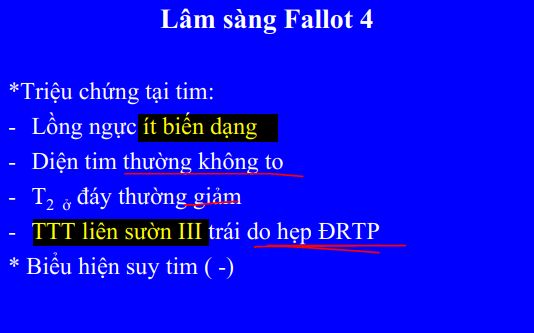 Lâm sàng Fallot 4
*Triệu chứng tại tim:
- Lồng ngực ít biến dạng
- Diện tim thường không to
- T2 ở đáy thường giảm
- TTT liên sườn III trái do hẹp ĐRTP
* Biểu hiện suy tim ( -)